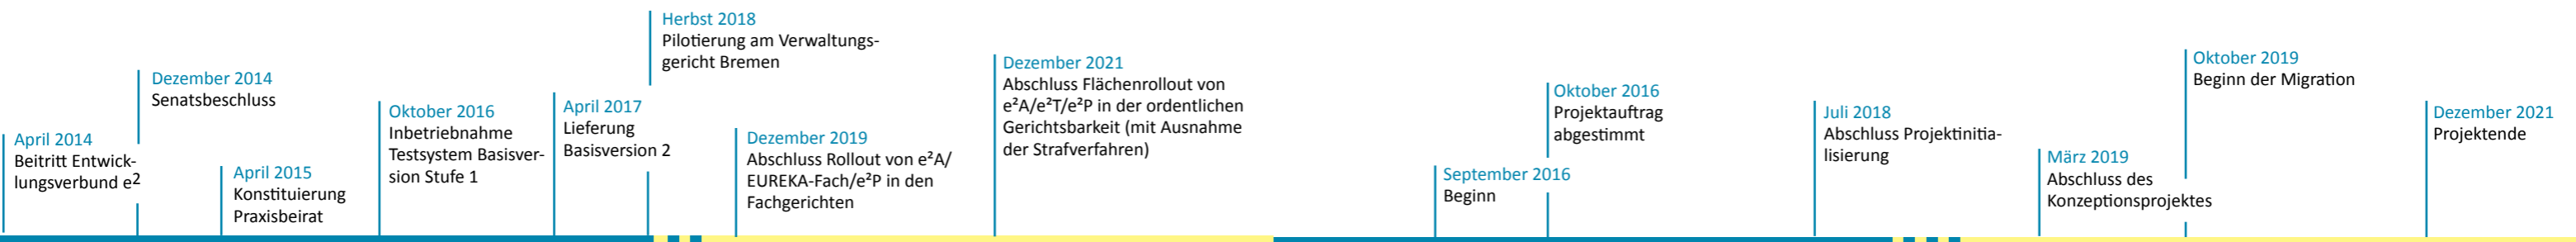 April 2014
Beitritt Entwick-
lungsverbund e²
Dezember 2014
Senatsbeschluss
April 2015
Konstituierung
Praxisbeirat
Oktober 2016
Inbetriebnahme
Testsystem Basisver-
sion Stufe 1
April 2017
Lieferung
Basisversion 2
Herbst 2018
Pilotierung am Verwaltungs-
gericht Bremen
Dezember 2019
Abschluss Rollout von e²A/
EUREKA-Fach/e²P in den
Fachgerichten
Dezember 2021
Abschluss Flächenrollout von
e²A/e²T/e²P in der ordentlichen
Gerichtsbarkeit (mit Ausnahme
der Strafverfahren)
September 2016
Beginn
Oktober 2016
Projektauftrag
abgestimmt
Juli 2018
Abschluss Projektinitia-
lisierung
März 2019
Abschluss des
Konzeptionsprojektes
Oktober 2019
Beginn der Migration
Dezember 2021
Projektende